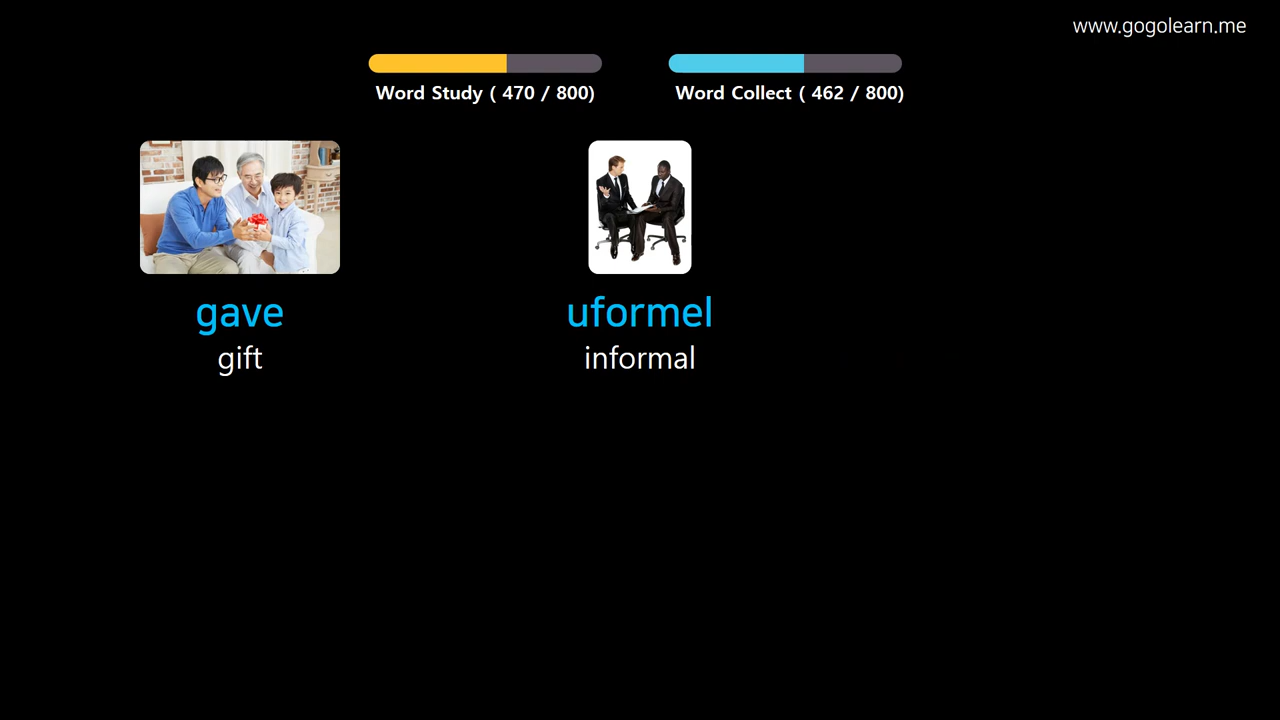 www.gogolearn.me
Word Study ( 470 / 800)
Word Collect ( 462 / 800)
gave
gift
uformel
informal